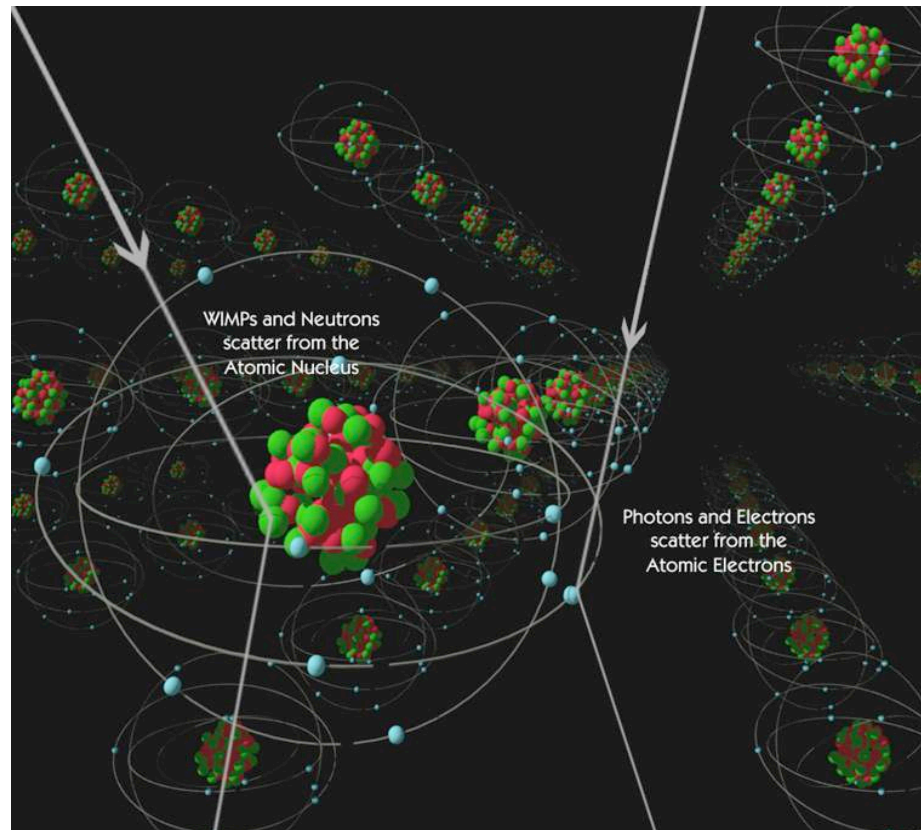 WIMPs and Neutrons
scatter from the
Atomic Nucleus
Photons and Electrons
scatter from the
Atomic Electrons